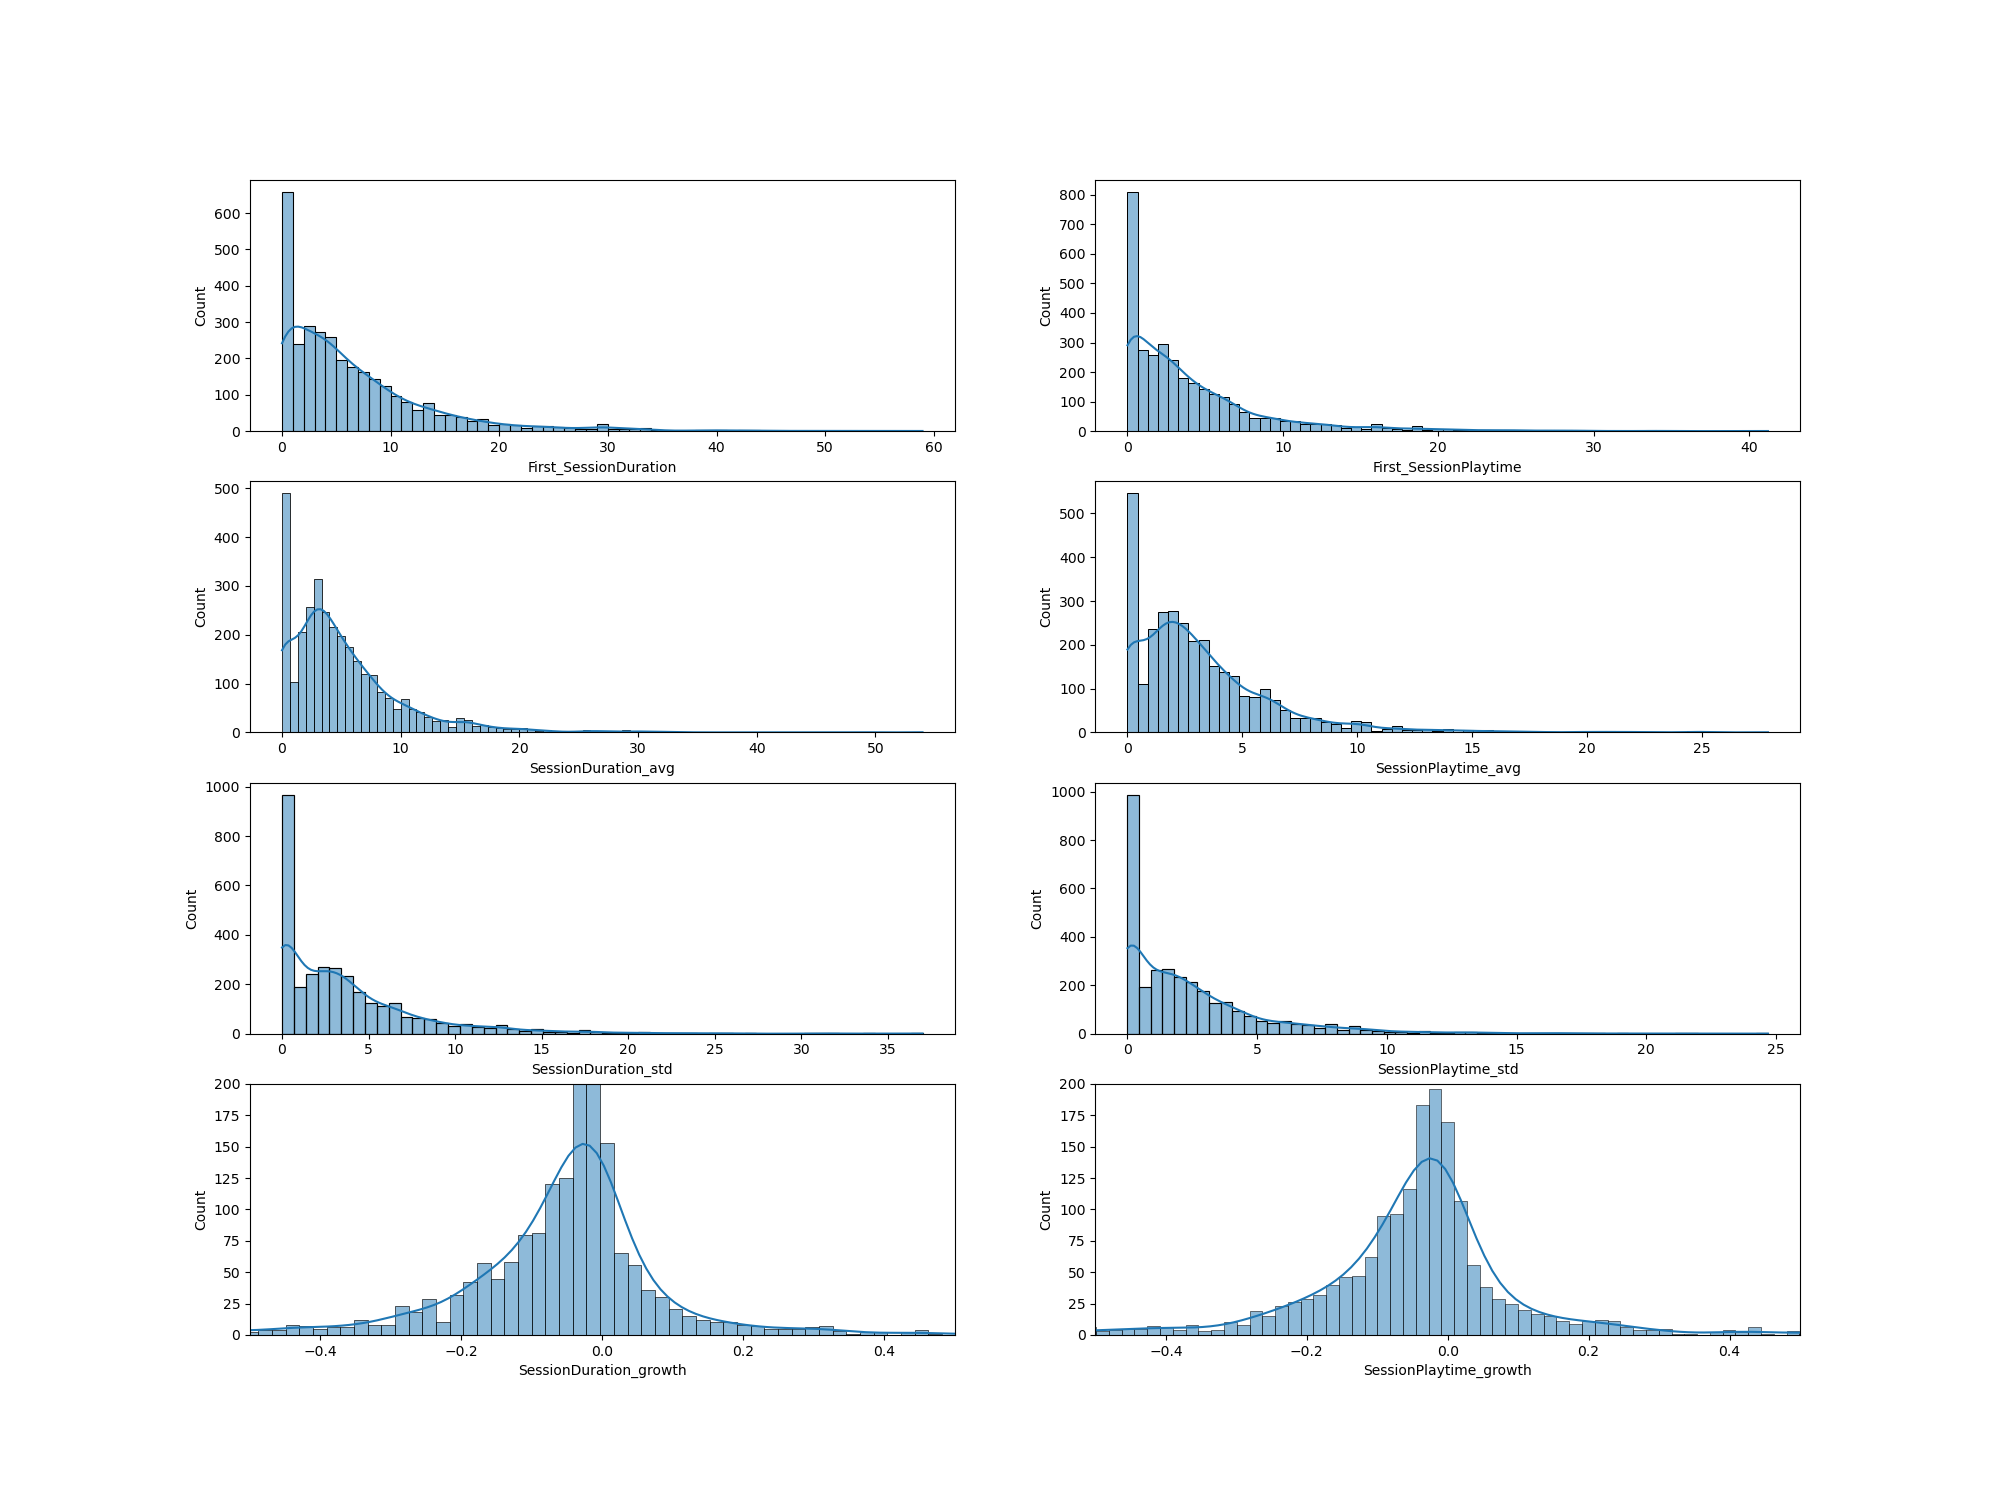 600
500
400
300
200
100
0
Count
0 10 20 30 40 50 60
First_SessionDuration
800
700
600
500
400
300
200
100
0
Count
0 10 20 30 40
First_SessionPlaytime
500
400
300
200
100
0
Count
0 10 20 30 40 50
SessionDuration_avg
500
400
300
200
100
0
Count
0 5 10 15 20 25
SessionPlaytime_avg
1000
800
600
400
200
0
Count
0 5 10 15 20 25 30 35
SessionDuration_std
1000
800
600
400
200
0
Count
0 5 10 15 20 25
SessionPlaytime_std
200
175
150
125
100
75
50
25
0
Count
−0.4 −0.2 0.0 0.2 0.4
SessionDuration_growth
200
175
150
125
100
75
50
25
0
Count
−0.4 −0.2 0.0 0.2 0.4
SessionPlaytime_growth